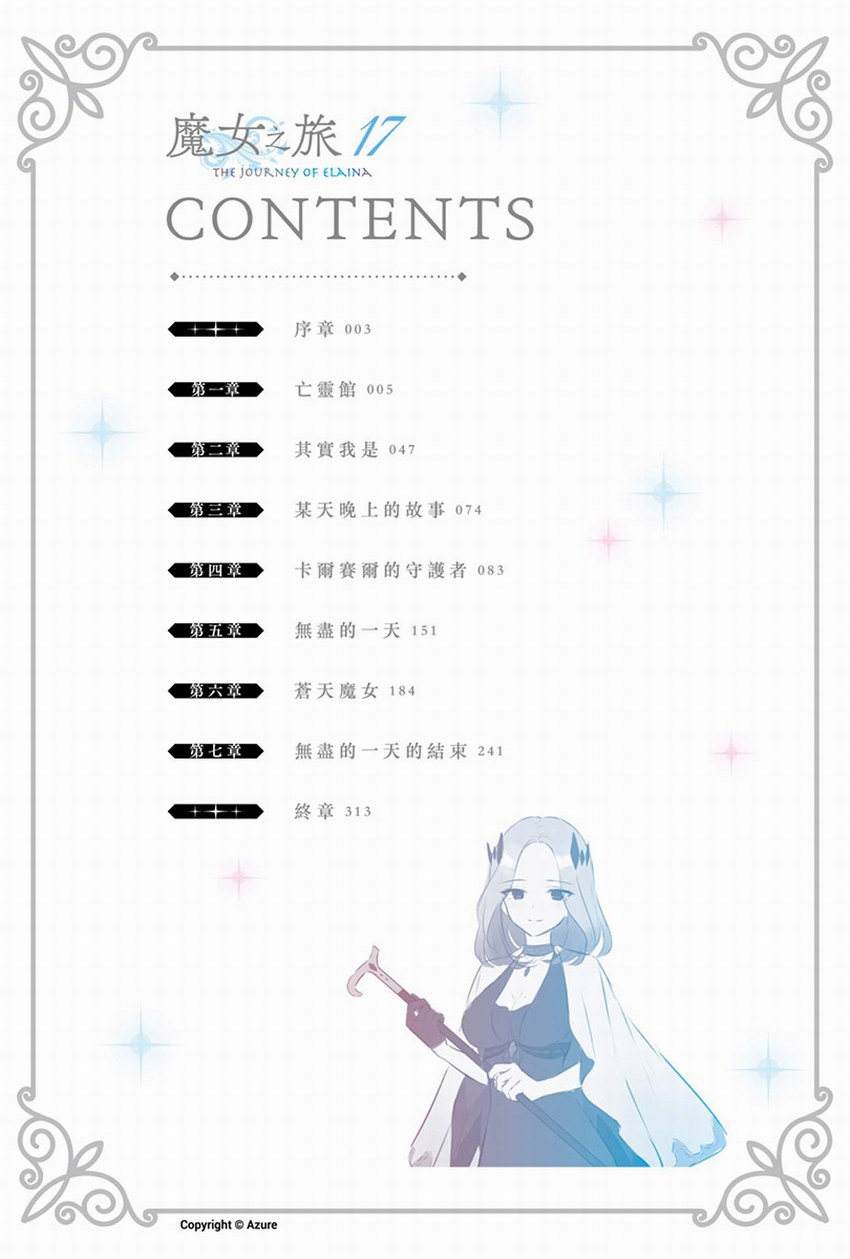 魔女之旅 17
THE JOURNEY OF ELAINA
CONTENTS
序章 003
第一章 亡靈館 005
第二章 其實我是 047
第三章 某天晚上的故事 074
第四章 卡爾賽爾的守護者 083
第五章 無盡的一天 151
第六章 蒼天魔女 184
第七章 無盡的一天的結束 241
終章 313
Copyright © Azure